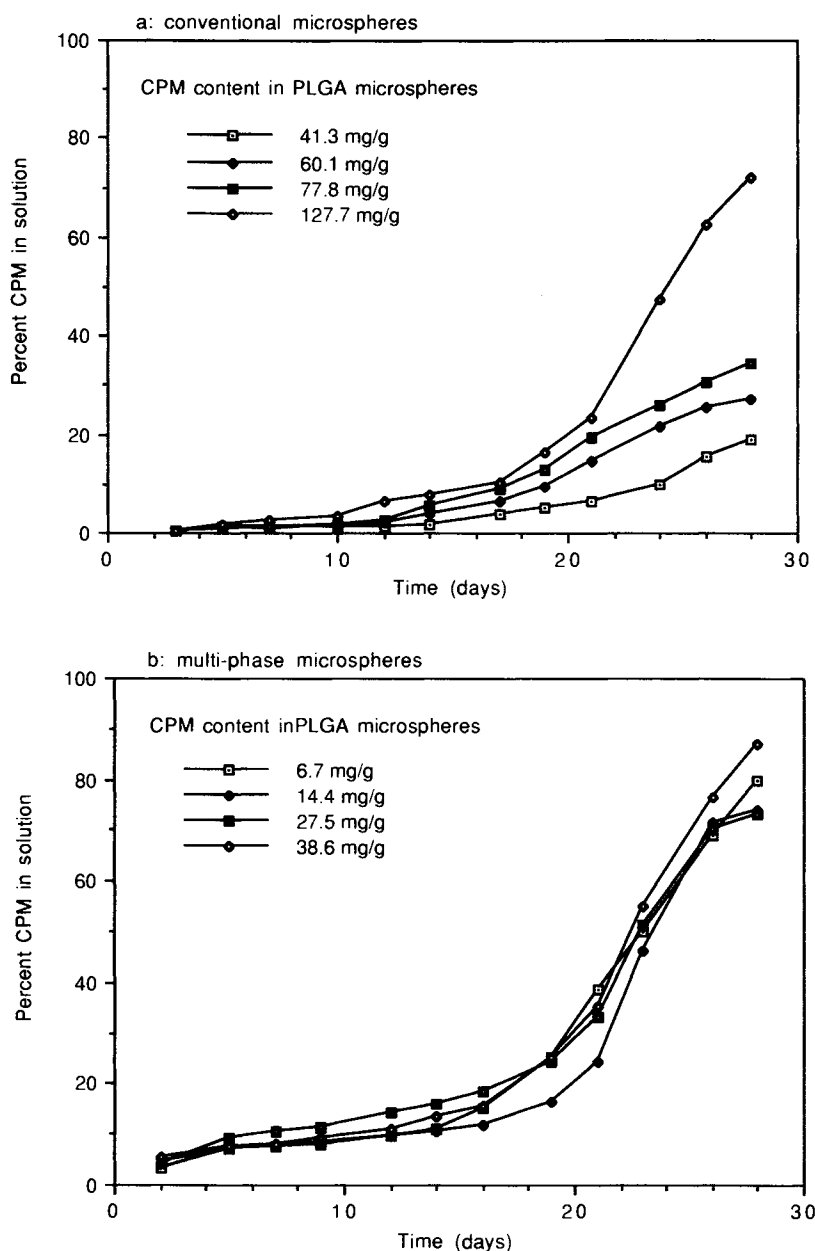 a: conventional microspheres
100
80
60
40
20
0
Percent CPM in solution
CPM content in PLGA microspheres
41.3 mg/g
60.1 mg/g
77.8 mg/g
127.7 mg/g
0 10 20 30
Time (days)
b: multi-phase microspheres
100
80
60
40
20
0
Percent CPM in solution
CPM content inPLGA microspheres
6.7 mg/g
14.4 mg/g
27.5 mg/g
38.6 mg/g
0 10 20 30
Time (days)